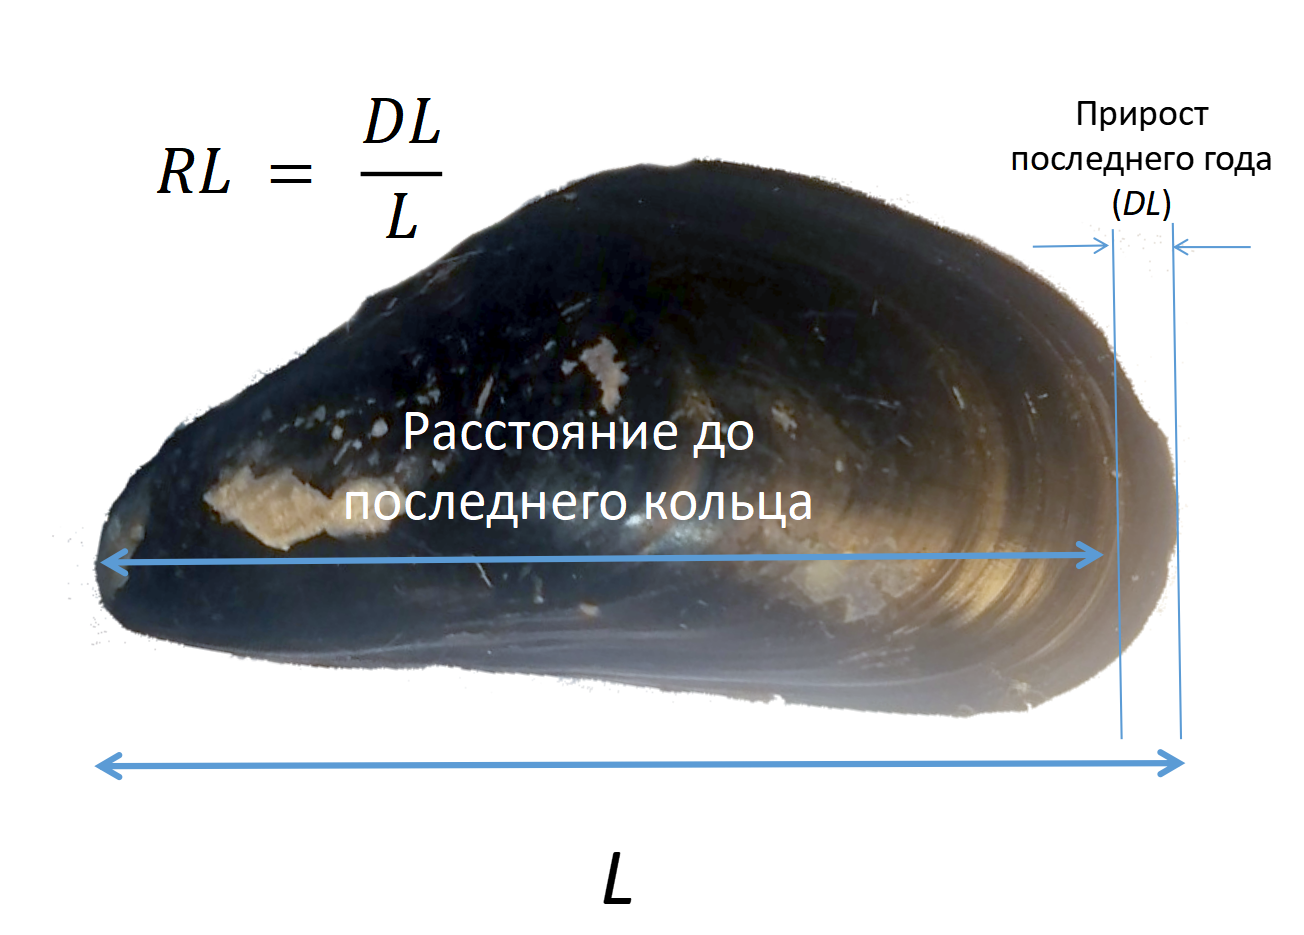 RL = DL/L
Прирост
последнего года
(DL)
Расстояние до
последнего кольца
L